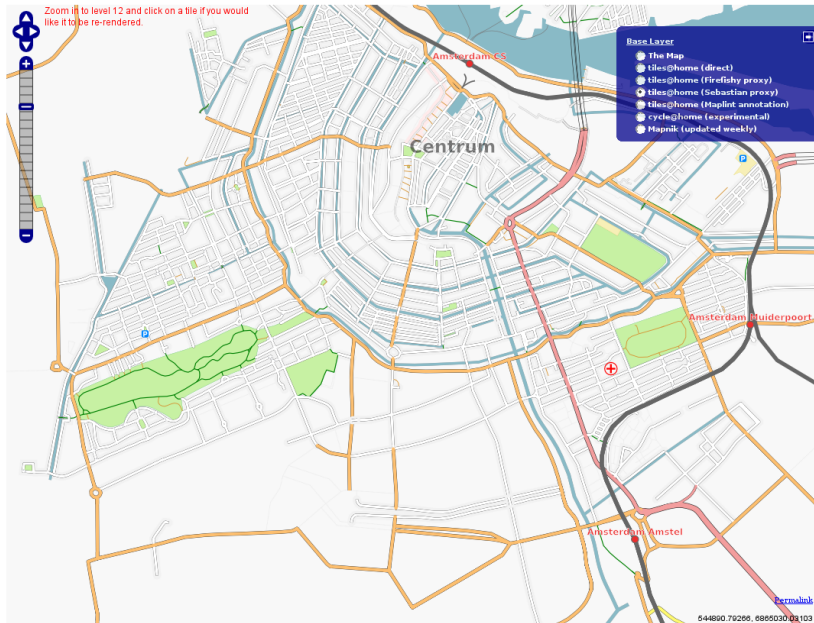 Zoom in to level 12 and click on a tile if you would
like it to be re-rendered.
Amsterdam CS
Base Layer
The Map
tiles@home (direct)
tiles@home (Firefishy proxy)
tiles@home (Sebastian proxy)
tiles@home (Maplint annotation)
cycle@home (experimental)
Mapnik (updated weekly)
Centrum
P
Amsterdam Muiderpoort
P
Amsterdam Amstel
Permalink
544890.79266, 6865030.03103